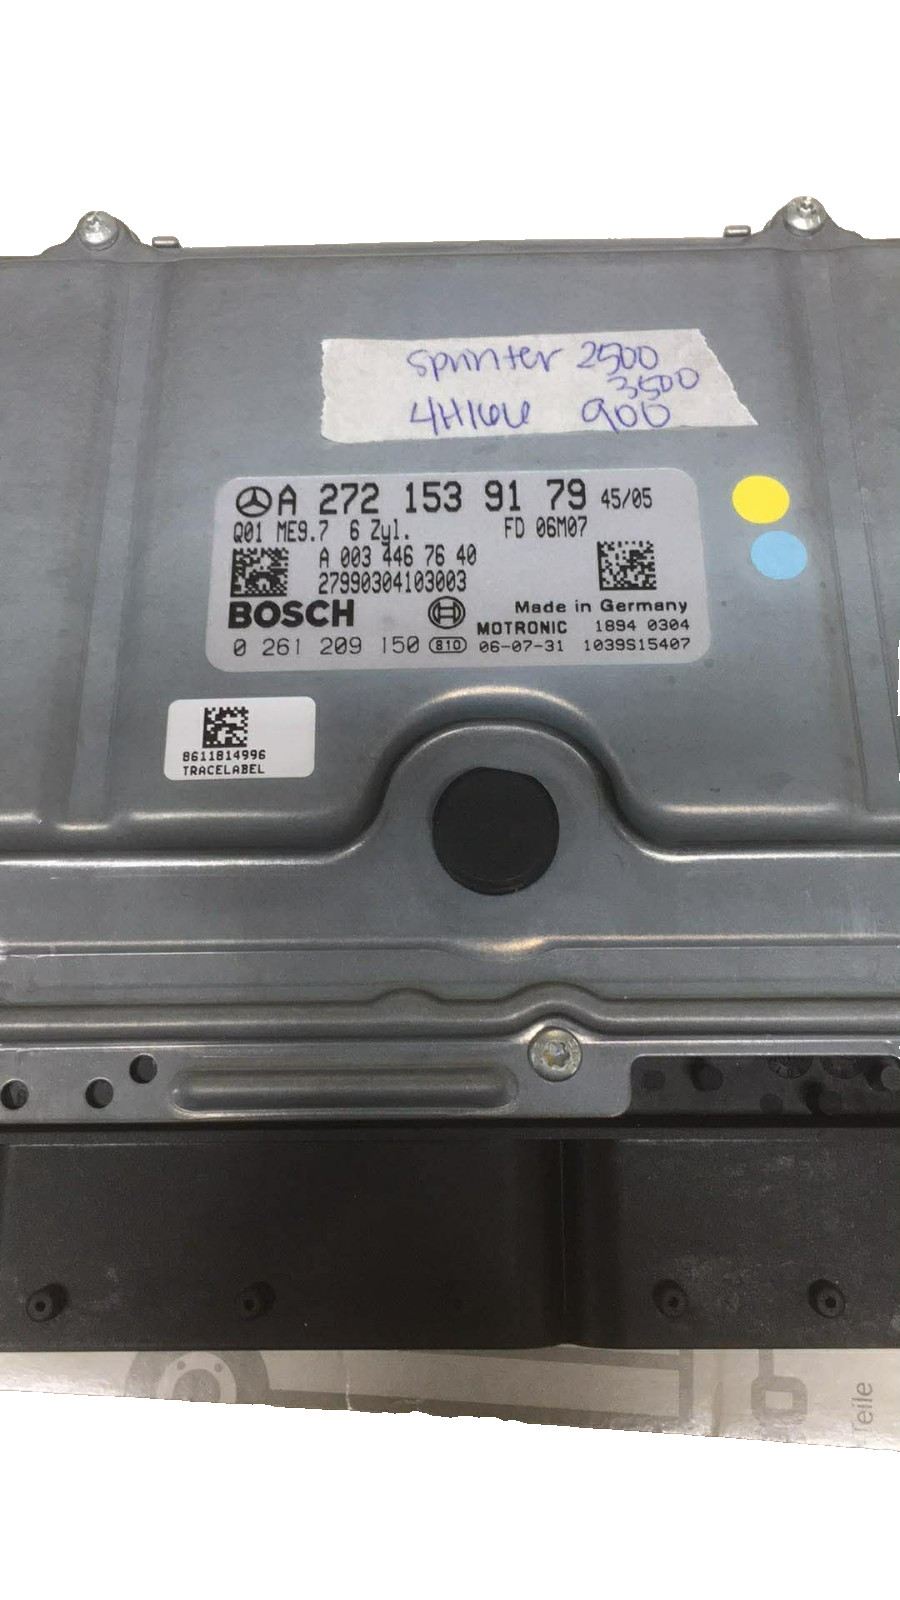 Sprinter 2500
3500
900
A 272 153 91 79 45/05
Q01 ME9.7 6 Zyl. FD 06M07
A 003 446 76 40
27990304103003
BOSCH Made in Germany
MOTRONIC 1894 0304
0 261 209 150 810 06-07-31 1039S15407
8611814996
TRACELABEL
Teile